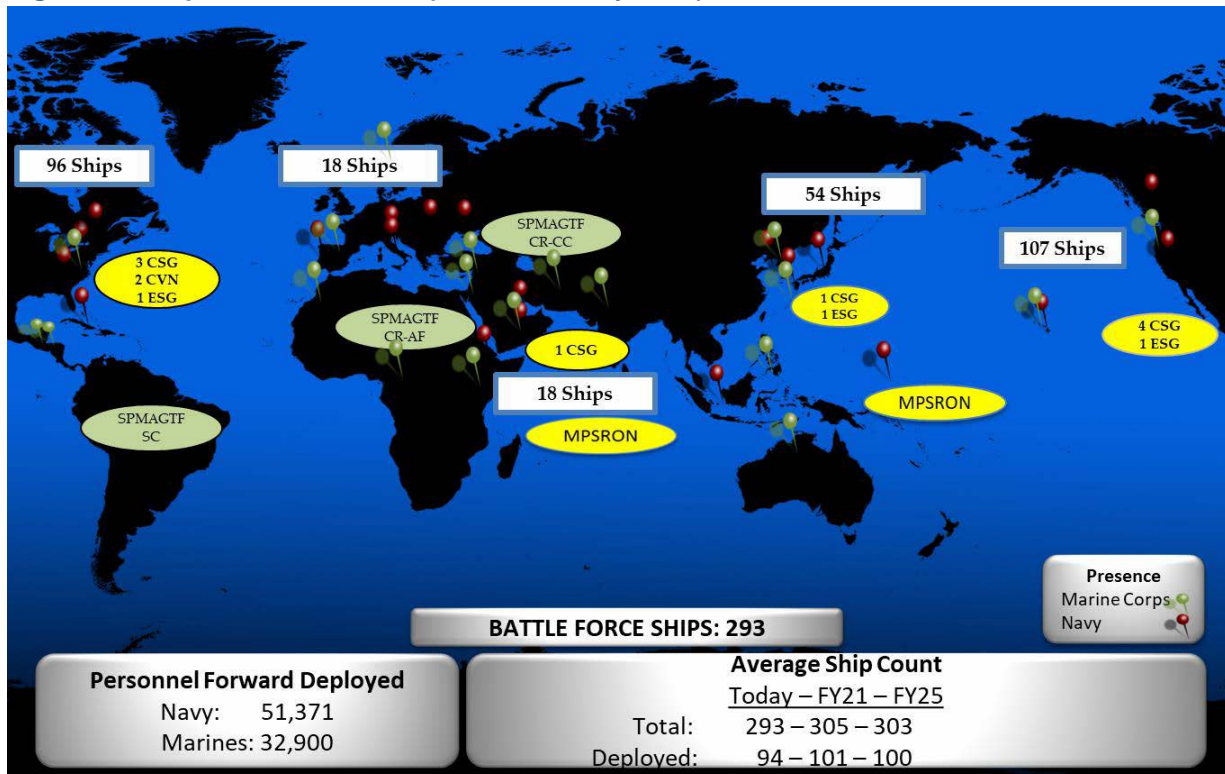 96 Ships
18 Ships
54 Ships
107 Ships
SPMAGTF
CR-CC
3 CSG
2 CVN
1 ESG
SPMAGTF
CR-AF
1 CSG
1 CSG
1 ESG
4 CSG
1 ESG
18 Ships
MPSRON
MPSRON
SPMAGTF
SC
Presence
Marine Corps
Navy
BATTLE FORCE SHIPS: 293
Personnel Forward Deployed
Navy: 51,371
Marines: 32,900
Average Ship Count
Today – FY21 – FY25
Total: 293 – 305 – 303
Deployed: 94 – 101 – 100